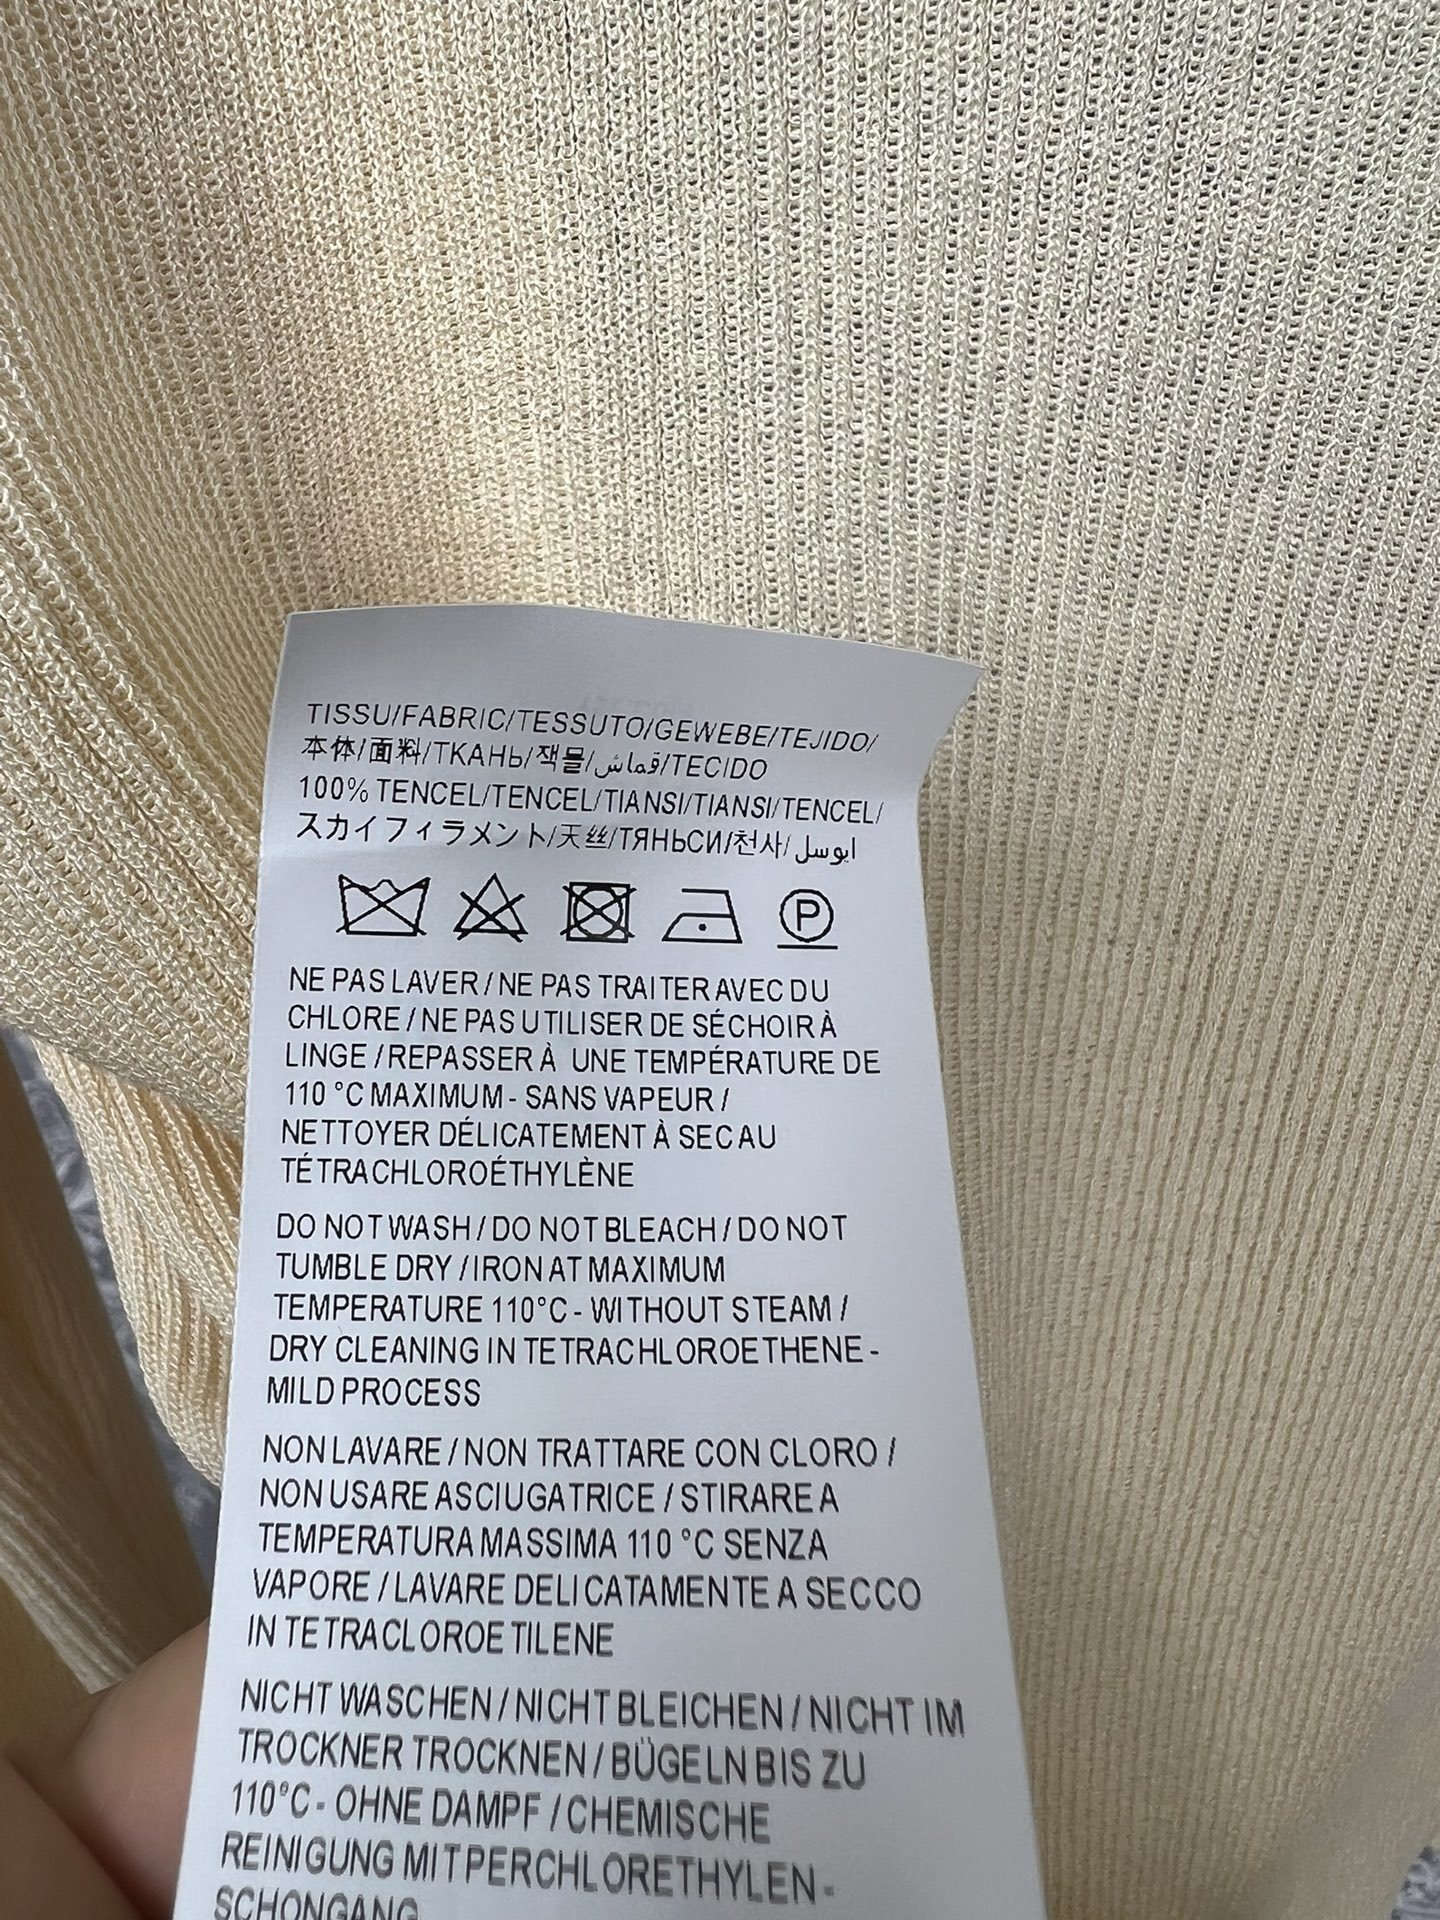 TISSU/FABRIC/TESSUTO/GEWEBE/TEJIDO/
本体/面料/ТКАНЬ/잭물/قماش/TECIDO
100% TENCEL/TENCEL/TIANSI/TIANSI/TENCEL/
スカイフィラメント/天丝/ТЯНЬСИ/천사/ايوسل
P
NE PAS LAVER / NE PAS TRAITER AVEC DU
CHLORE / NE PAS UTILISER DE SÉCHOIR À
LINGE / REPASSER À UNE TEMPÉRATURE DE
110 °C MAXIMUM - SANS VAPEUR /
NETTOYER DÉLICATEMENT À SEC AU
TÉTRACHLOROÉTHYLÈNE
DO NOT WASH / DO NOT BLEACH / DO NOT
TUMBLE DRY / IRON AT MAXIMUM
TEMPERATURE 110°C - WITHOUT STEAM /
DRY CLEANING IN TETRACHLOROETHENE -
MILD PROCESS
NON LAVARE / NON TRATTARE CON CLORO /
NON USARE ASCIUGATRICE / STIRARE A
TEMPERATURA MASSIMA 110 °C SENZA
VAPORE / LAVARE DELICATAMENTE A SECCO
IN TETRACLOROETILENE
NICHT WASCHEN / NICHT BLEICHEN / NICHT IM
TROCKNER TROCKNEN / BÜGELN BIS ZU
110°C - OHNE DAMPF / CHEMISCHE
REINIGUNG MIT PERCHLORETHYLEN -
SCHONGANG